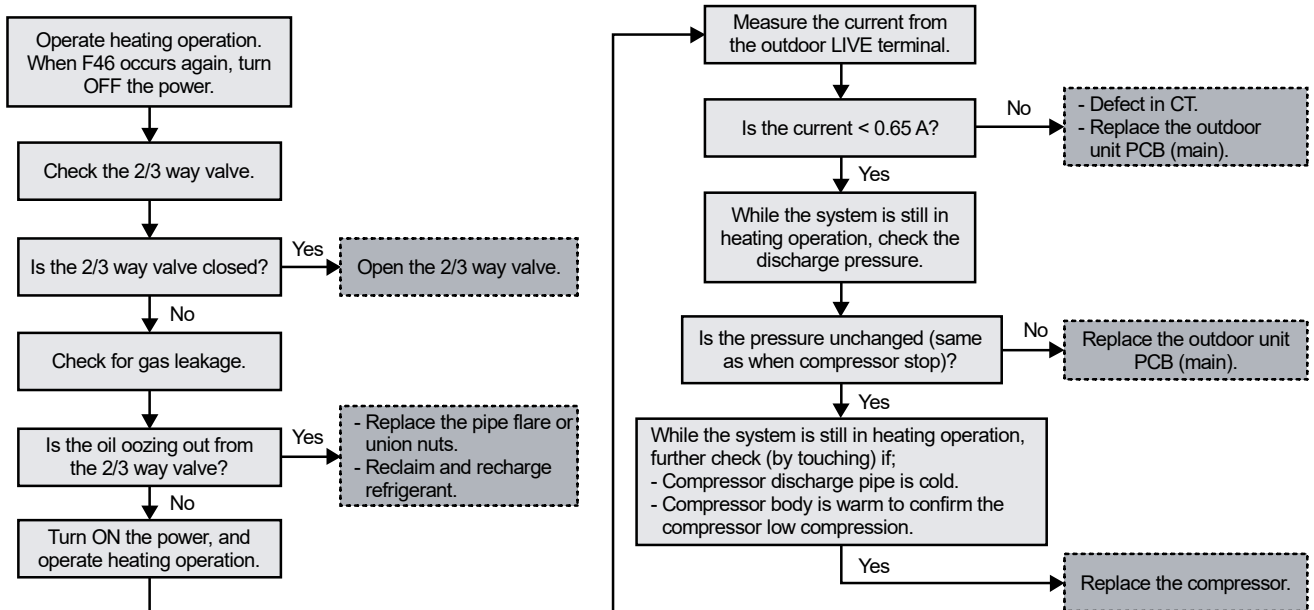 Operate heating operation.
When F46 occurs again, turn
OFF the power.
Check the 2/3 way valve.
Is the 2/3 way valve closed?
Yes
Open the 2/3 way valve.
No
Check for gas leakage.
Is the oil oozing out from
the 2/3 way valve?
Yes
- Replace the pipe flare or
union nuts.
- Reclaim and recharge
refrigerant.
No
Turn ON the power, and
operate heating operation.
Measure the current from
the outdoor LIVE terminal.
Is the current < 0.65 A?
No
- Defect in CT.
- Replace the outdoor
unit PCB (main).
Yes
While the system is still in
heating operation, check the
discharge pressure.
Is the pressure unchanged (same
as when compressor stop)?
No
Replace the outdoor unit
PCB (main).
Yes
While the system is still in heating operation,
further check (by touching) if;
- Compressor discharge pipe is cold.
- Compressor body is warm to confirm the
compressor low compression.
Yes
Replace the compressor.